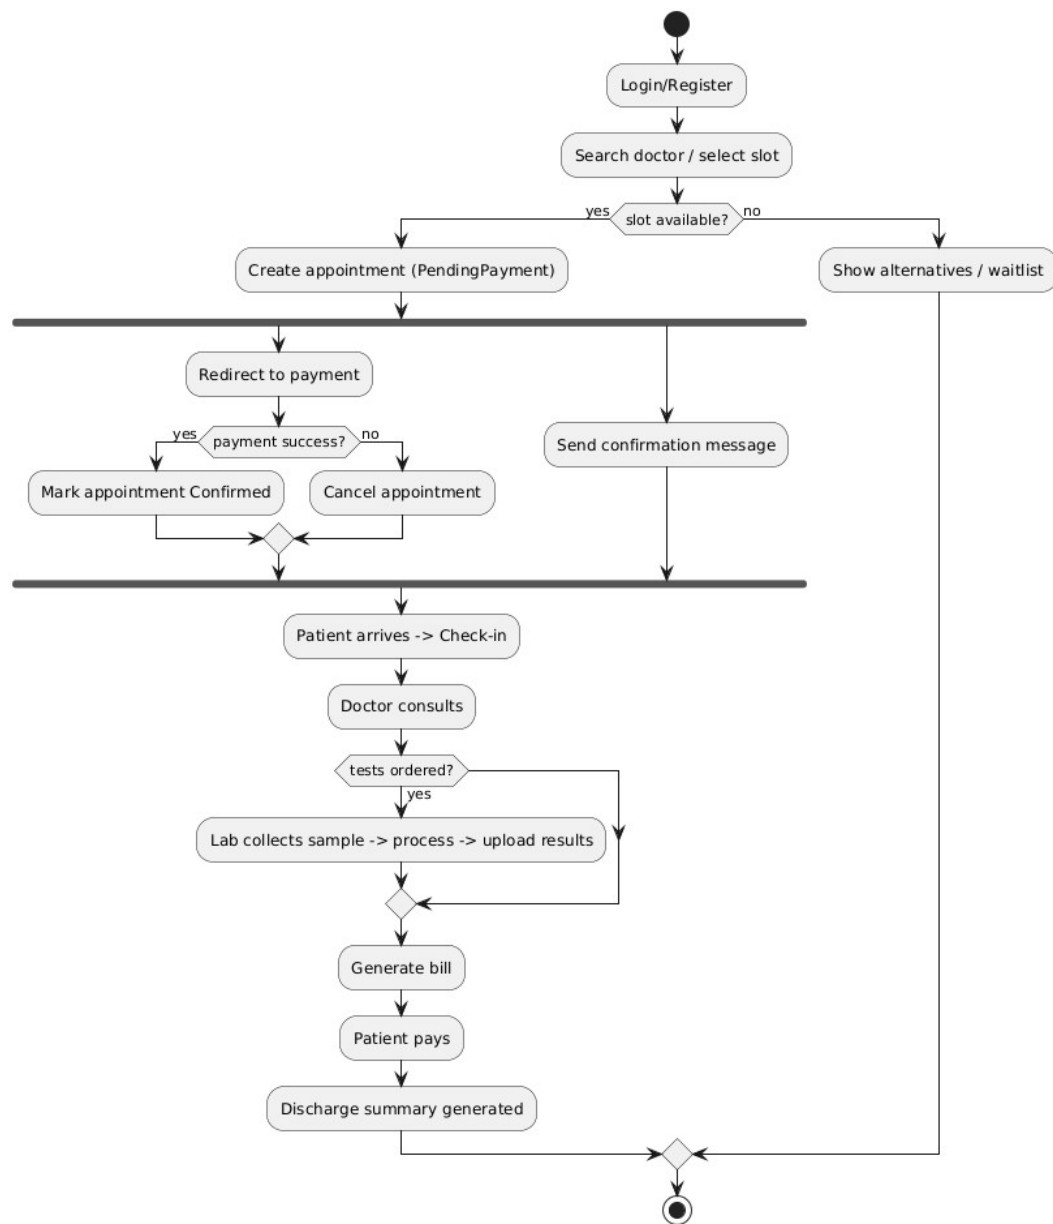 Login/Register
Search doctor / select slot
yes
slot available?
no
Create appointment (PendingPayment)
Show alternatives / waitlist
Redirect to payment
yes
payment success?
no
Send confirmation message
Mark appointment Confirmed
Cancel appointment
Patient arrives -> Check-in
Doctor consults
tests ordered?
yes
Lab collects sample -> process -> upload results
Generate bill
Patient pays
Discharge summary generated